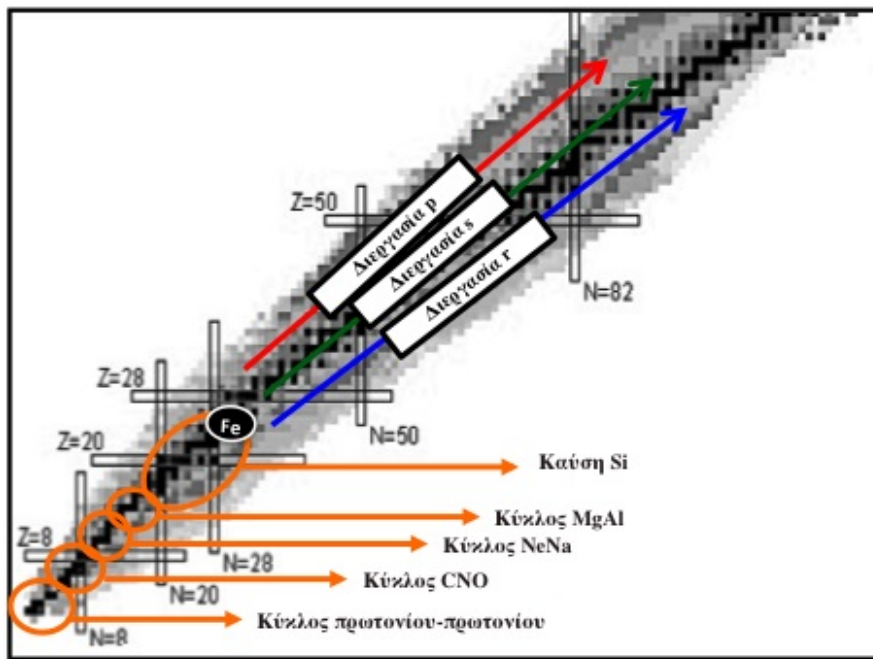 Z=50
Διεργασία p
Διεργασία s
Διεργασία r
N=82
Z=28
Fe
N=50
Z=20
Καύση Si
Κύκλος MgAl
Z=8
Κύκλος NeNa
N=28
Κύκλος CNO
N=20
Κύκλος πρωτονίου-πρωτονίου
N=8